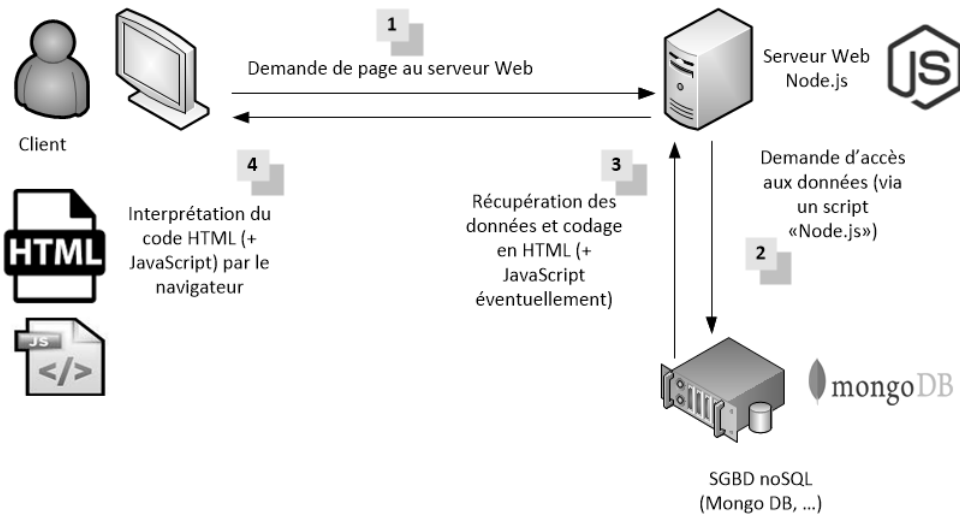 1
Demande de page au serveur Web
Serveur Web
Node.js
JS
Client
4
Interprétation du
code HTML (+
JavaScript) par le
navigateur
HTML
JS
</>
3
Récupération des
données et codage
en HTML (+
JavaScript
éventuellement)
Demande d’accès
aux données (via
un script
«Node.js»)
2
mongoDB
SGBD noSQL
(Mongo DB, ...)